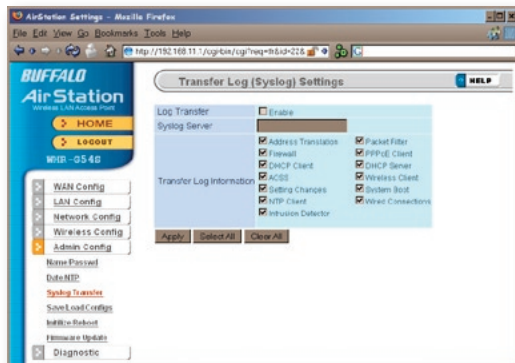 AirStation Settings - Mozilla Firefox
File Edit View Go Bookmarks Tools Help
http://192.168.11.1/cgi-bin/cgi?req=frm&id=22&
G
BUFFALO
AirStation
Wireless LAN Access Point
HOME
LOGOUT
WHR-G54S
WAN Config
LAN Config
Network Config
Wireless Config
Admin Config
Name/Passwd
Date/NTP
Syslog Transfer
Save/Load Configs
Initilize/Reboot
Firmware Update
Diagnostic
Transfer Log (Syslog) Settings
HELP
Log Transfer Enable
Syslog Server
Transfer Log Information
Address Translation Packet Filter
Firewall PPPoE Client
DHCP Client DHCP Server
ACSS Wireless Client
Setting Changes System Boot
NTP Client Wired Connections
Intrusion Detector
Apply Select All Clear All